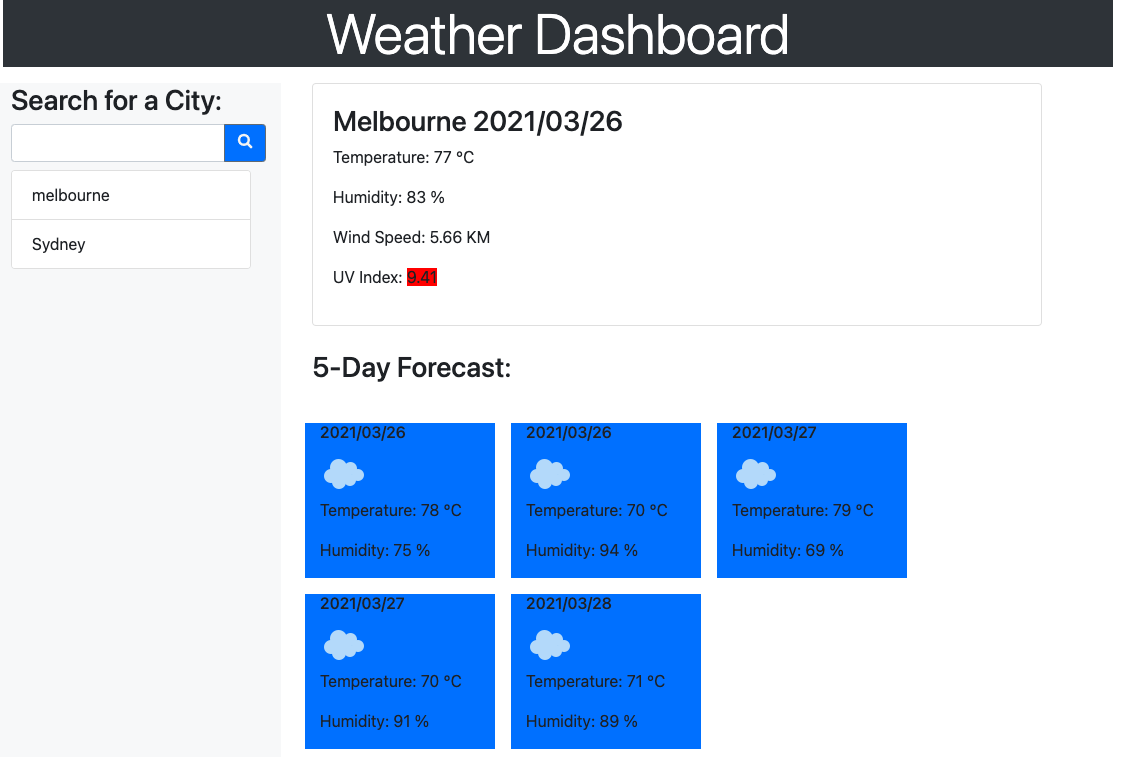 Weather Dashboard
Search for a City:
melbourne
Sydney
Melbourne 2021/03/26
Temperature: 77 °C
Humidity: 83 %
Wind Speed: 5.66 KM
UV Index: 9.41
5-Day Forecast:
2021/03/26
Temperature: 78 °C
Humidity: 75 %
2021/03/26
Temperature: 70 °C
Humidity: 94 %
2021/03/27
Temperature: 79 °C
Humidity: 69 %
2021/03/27
Temperature: 70 °C
Humidity: 91 %
2021/03/28
Temperature: 71 °C
Humidity: 89 %